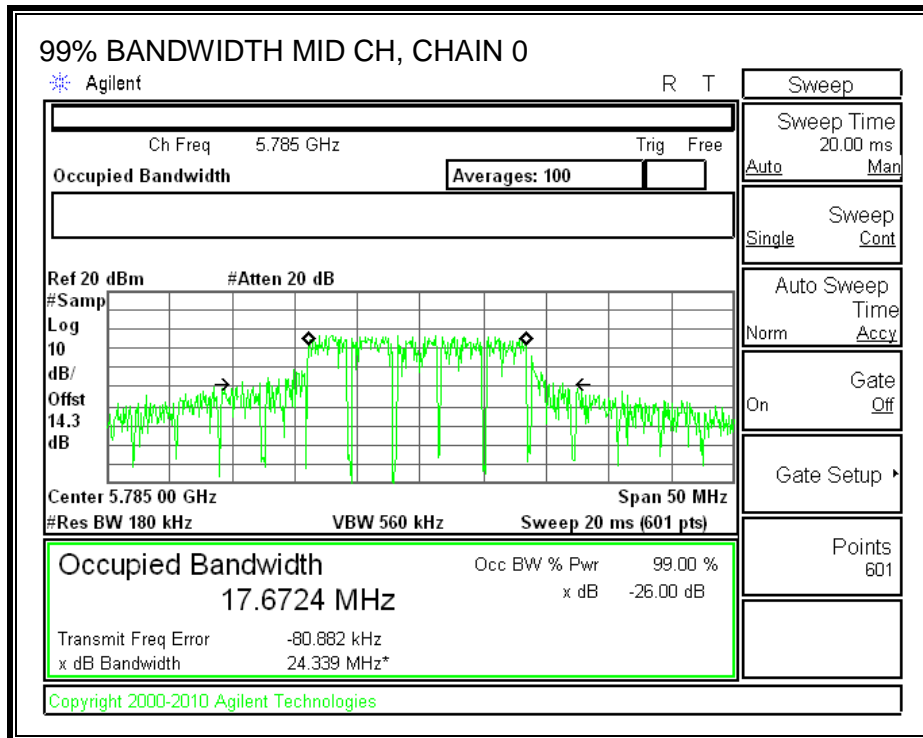 99% BANDWIDTH MID CH, CHAIN 0
Agilent R T
Ch Freq 5.785 GHz Trig Free
Occupied Bandwidth Averages: 100
Ref 20 dBm #Atten 20 dB
#Samp
Log
10
dB/
Offst
14.3
dB
Center 5.785 00 GHz Span 50 MHz
#Res BW 180 kHz VBW 560 kHz Sweep 20 ms (601 pts)
Occupied Bandwidth Occ BW % Pwr 99.00 %
17.6724 MHz x dB -26.00 dB
Transmit Freq Error -80.882 kHz
x dB Bandwidth 24.339 MHz*
Copyright 2000-2010 Agilent Technologies
Sweep
Sweep Time
20.00 ms
Auto Man
Sweep
Single Cont
Auto Sweep
Time
Norm Accy
Gate
On Off
Gate Setup
Points
601